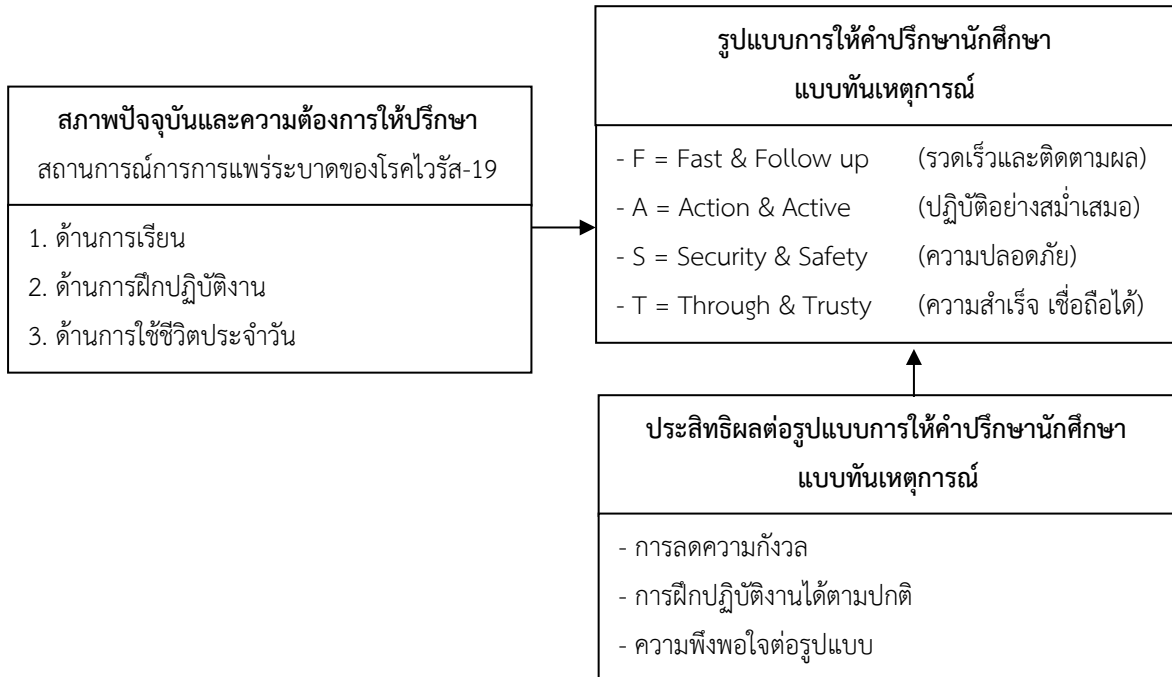 สภาพปัจจุบันและความต้องการให้ปรึกษา
สถานการณ์การการแพร่ระบาดของโรคไวรัส-19
1. ด้านการเรียน
2. ด้านการฝึกปฏิบัติงาน
3. ด้านการใช้ชีวิตประจำวัน
รูปแบบการให้คำปรึกษานักศึกษา
แบบทันเหตุการณ์
- F = Fast & Follow up (รวดเร็วและติดตามผล)
- A = Action & Active (ปฏิบัติอย่างสม่ำเสมอ)
- S = Security & Safety (ความปลอดภัย)
- T = Through & Trusty (ความสำเร็จ เชื่อถือได้)
ประสิทธิผลต่อรูปแบบการให้คำปรึกษานักศึกษา
แบบทันเหตุการณ์
- การลดความกังวล
- การฝึกปฏิบัติงานได้ตามปกติ
- ความพึงพอใจต่อรูปแบบ